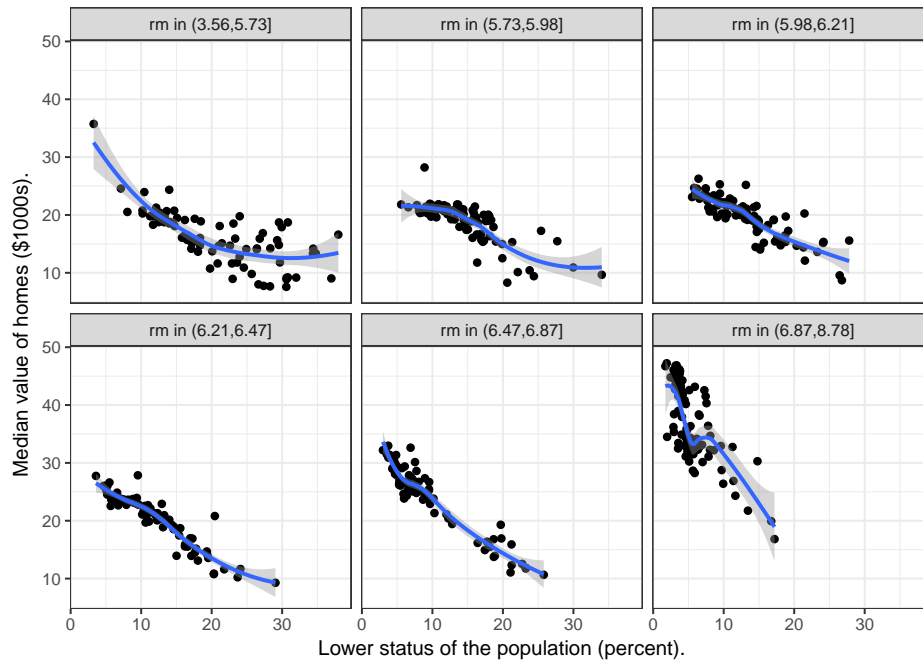 rm in (3.56,5.73]
rm in (5.73,5.98]
rm in (5.98,6.21]
50
40
30
20
10
rm in (6.21,6.47]
rm in (6.47,6.87]
rm in (6.87,8.78]
50
40
30
20
10
0 10 20 30 0 10 20 30 0 10 20 30
Median value of homes ($1000s).
Lower status of the population (percent).